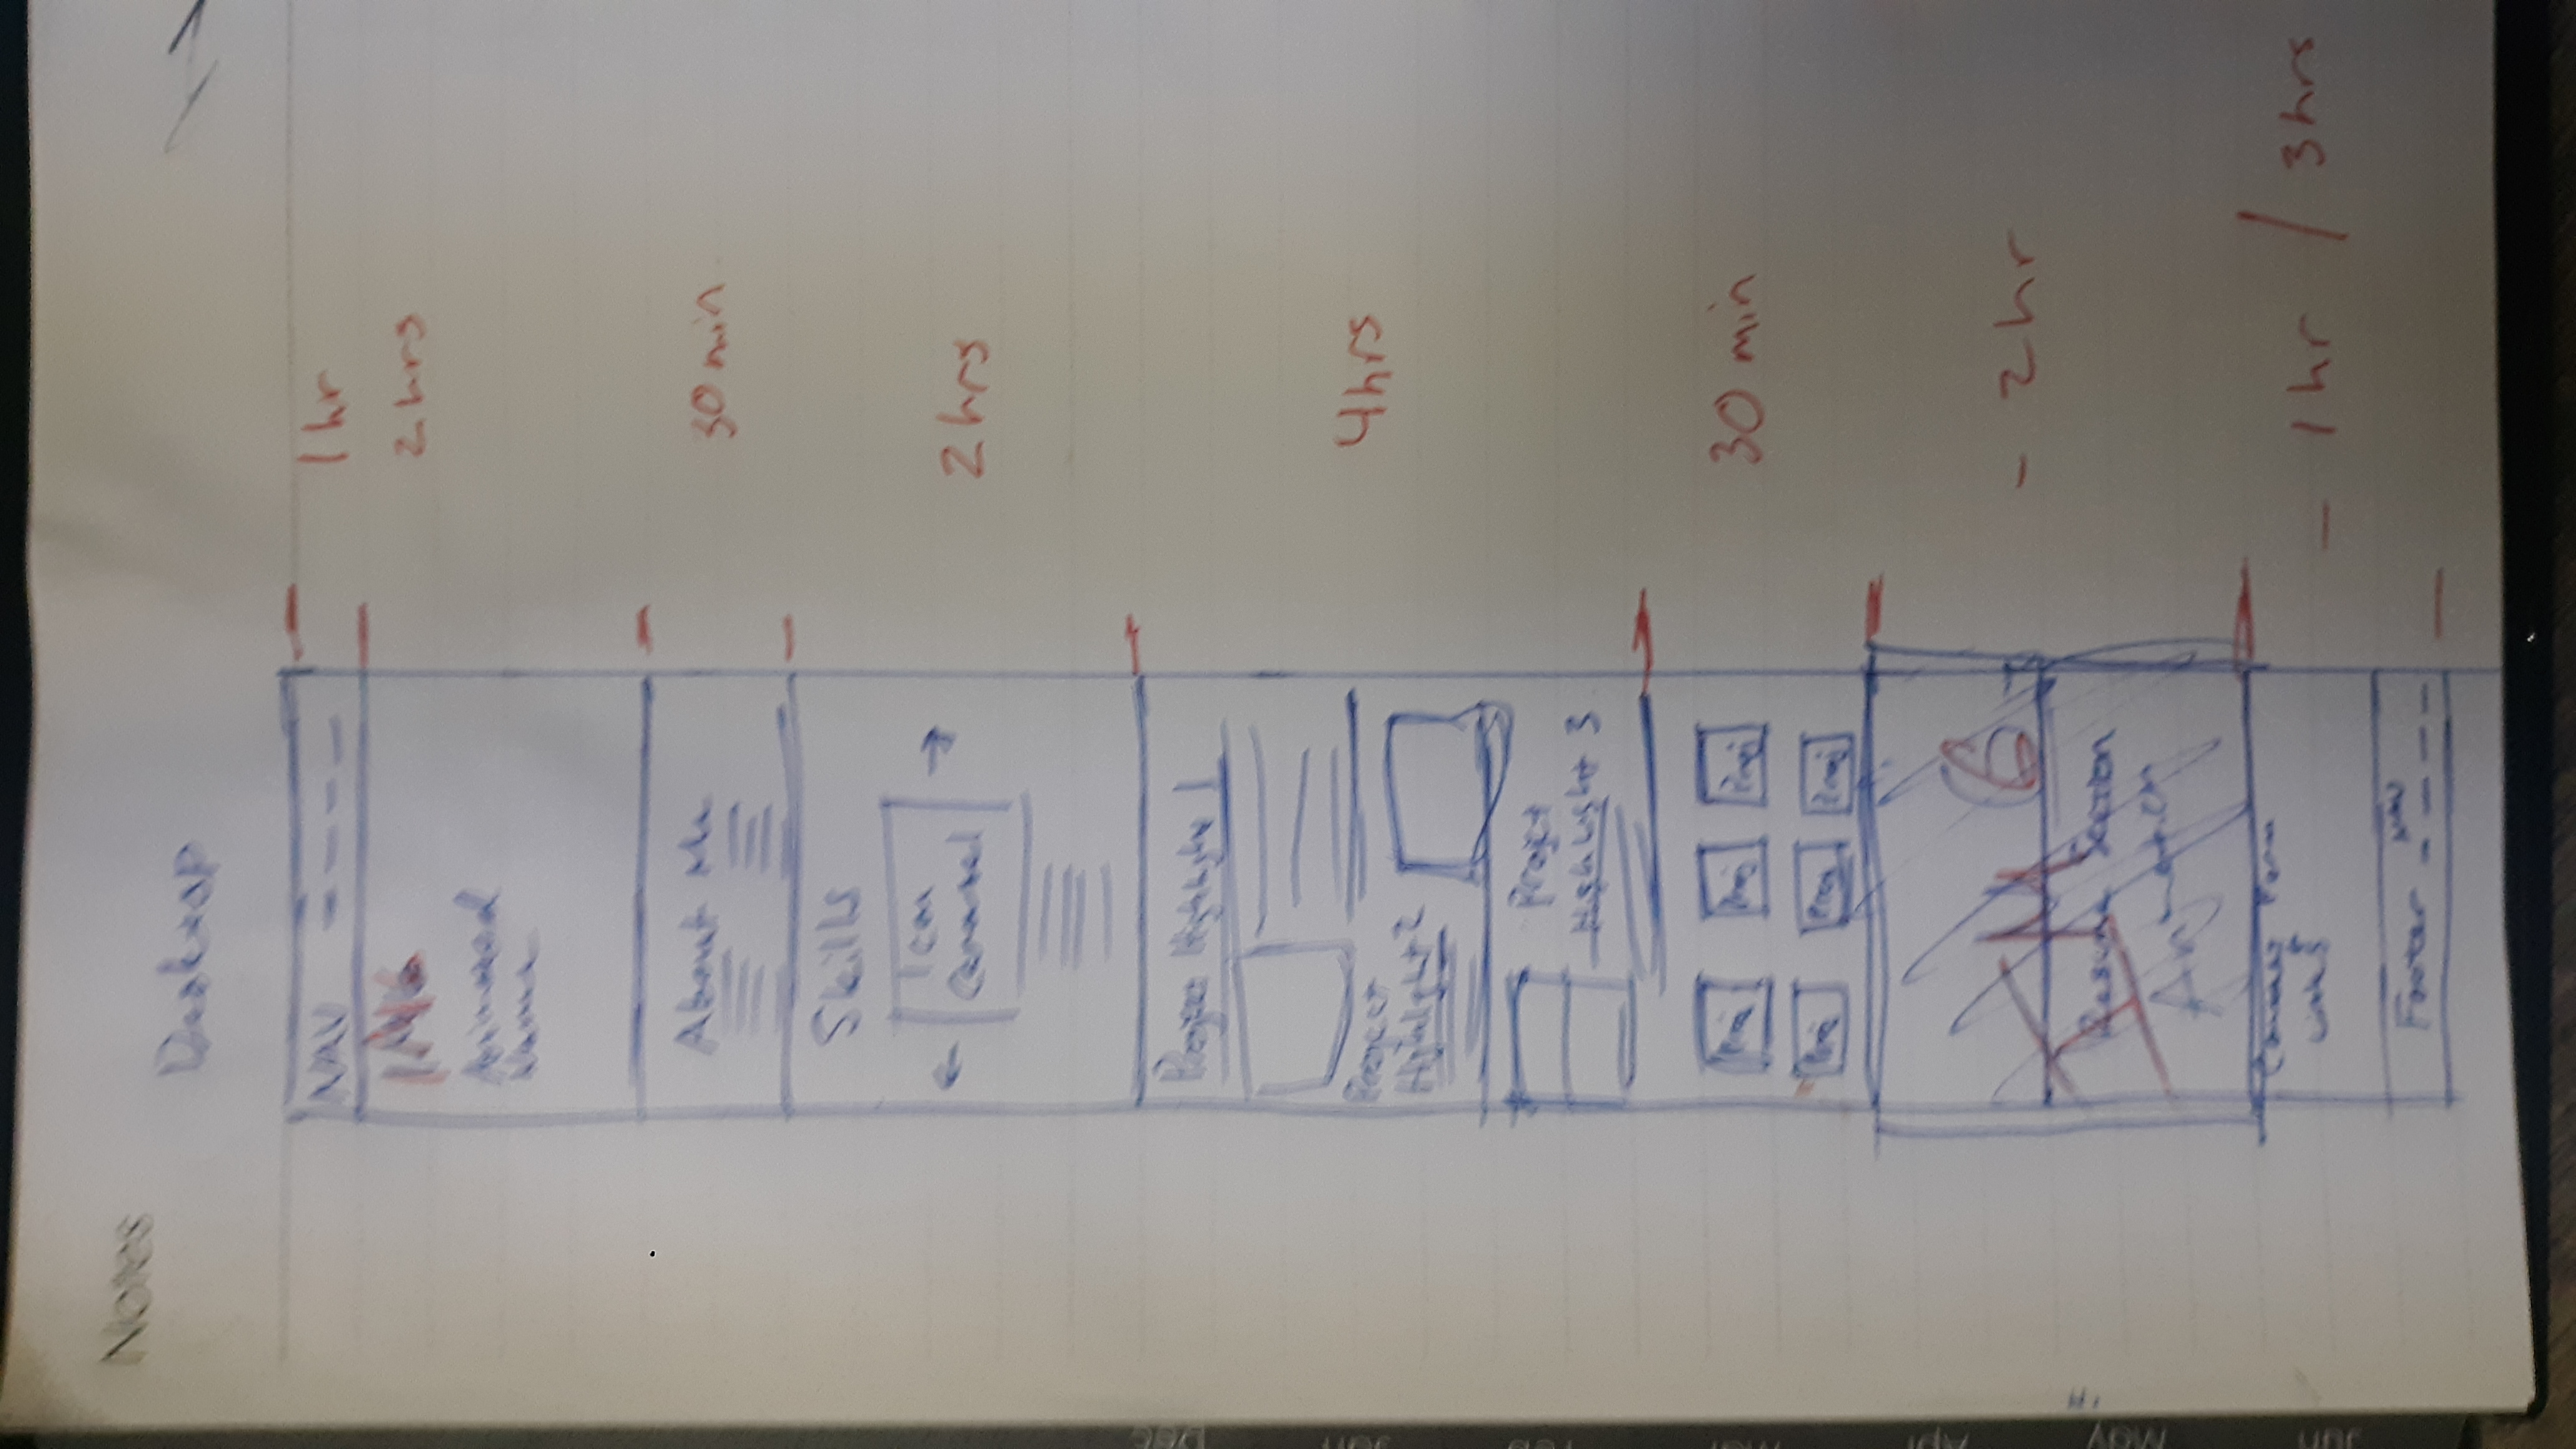 Notes
Desktop
NAV
1 hr
IMG
2 hrs
Animated
Name
About Me
30 min
Skills
Icon
Carousel
2 hrs
Project Highlight 1
4 hrs
Project
Highlight 2
Project
Highlight 3
Proj Proj Proj
30 min
Proj Proj Proj
IMG
- 2 hr
Resume Section
Animation
Contact Form
Links
- 1 hr / 3 hrs
NAV
Footer
Dec
Jan
Feb
Mar
Apr
May
Jun